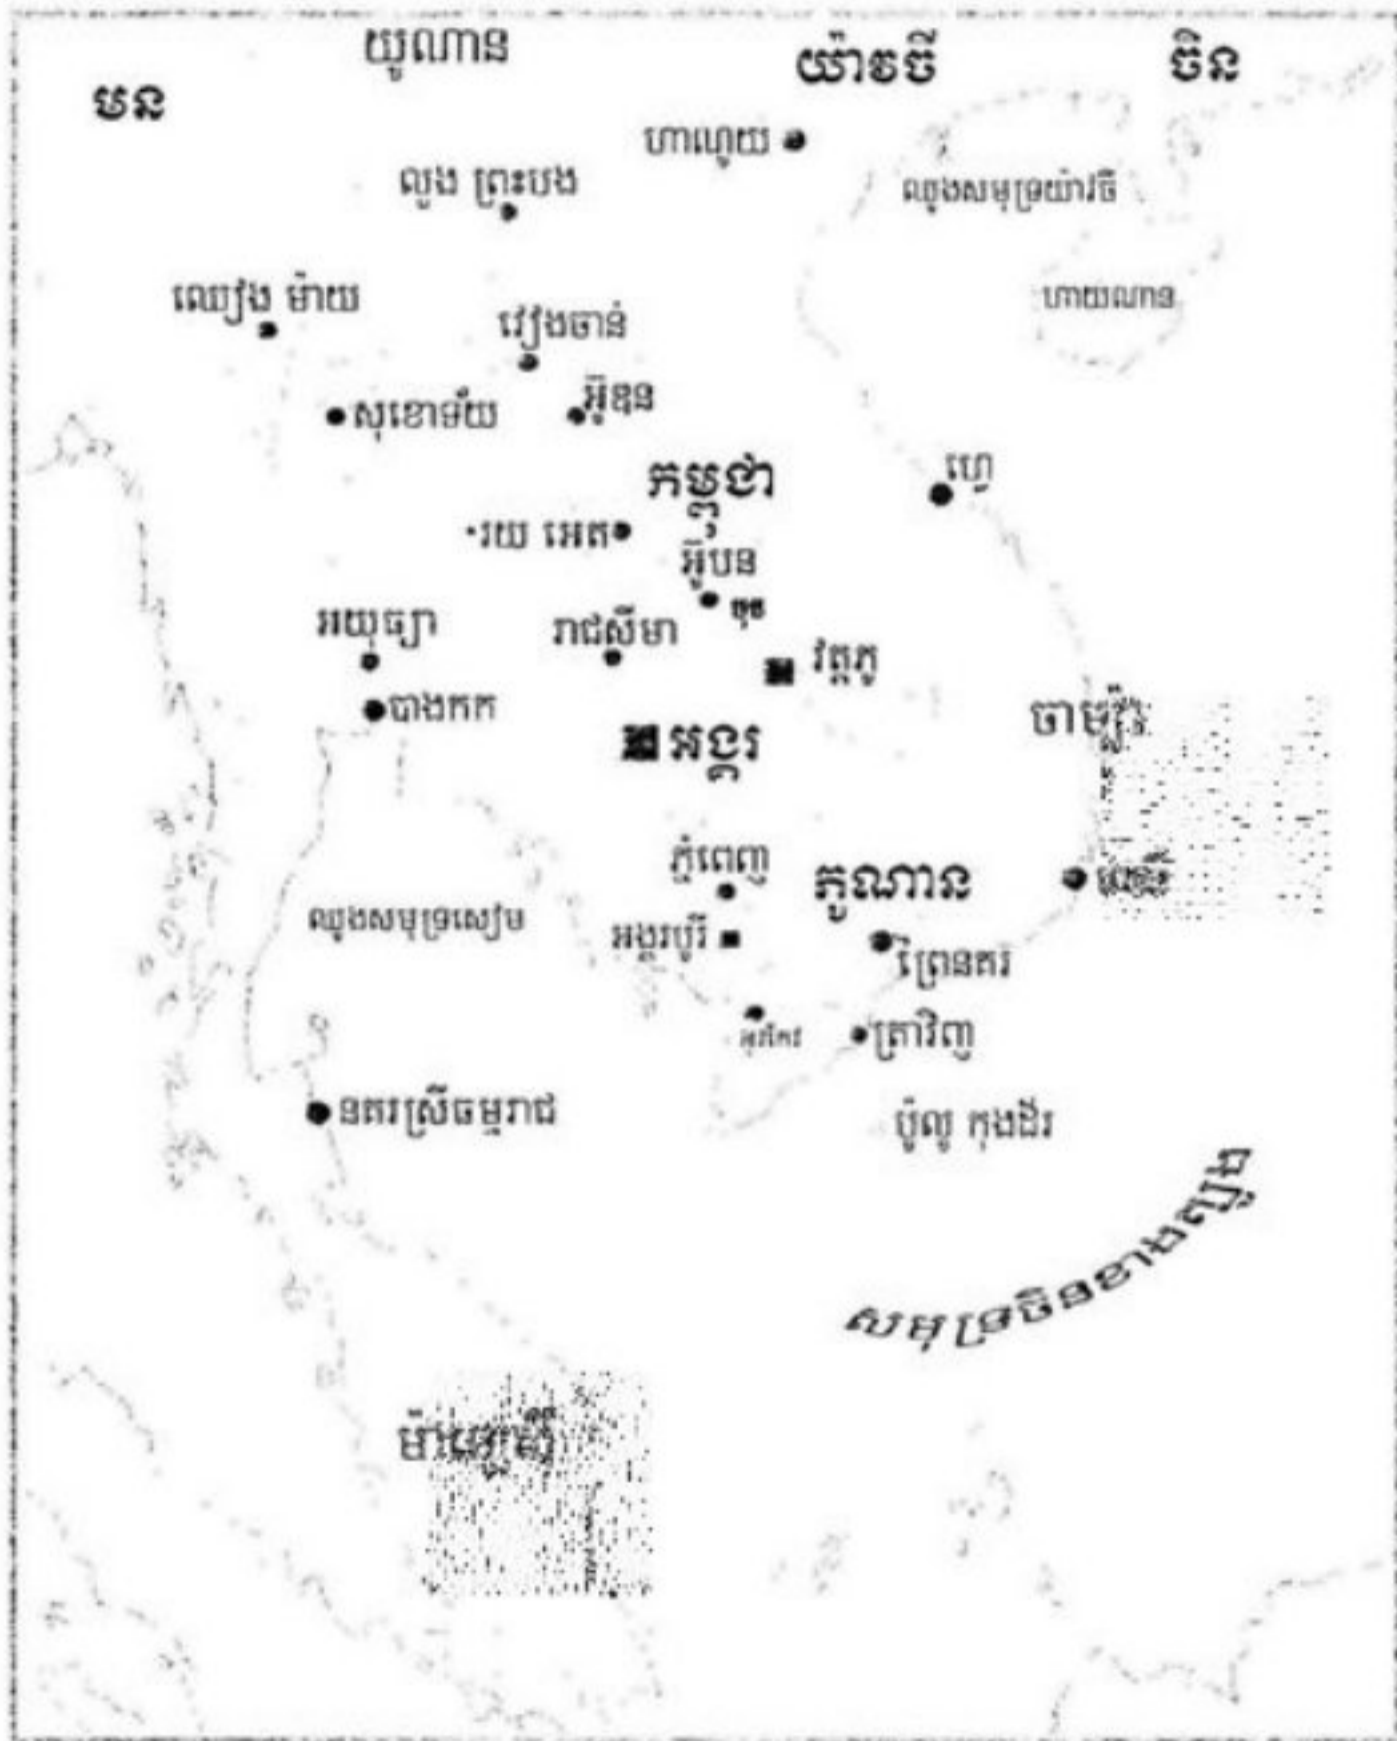 យូណាន
យ៉ាវចី
ចិន
មន
ហាណូយ
លួង ព្រះបង
ឈូងសមុទ្រយ៉ាវចី
ឈៀង ម៉ាយ
ហាយណាន
វៀងចាន់
អ៊ូឌន
សុខោទ័យ
កម្ពុជា
ហ្វេ
រយ អេត
អ៊ូបន
អយុធ្យា
រាជសីមា
វត្តភូ
បាងកក
ចាម្ប៉ា
អង្គរ
ភ្នំពេញ
ភូណាន
ឈូងសមុទ្រសៀម
អង្គរបូរី
ព្រៃនគរ
អូរកែវ
ត្រាវិញ
នគរស្រីធម្មរាជ
ប៉ូលូ កុងដ័រ
សមុទ្រចិនខាងត្បូង